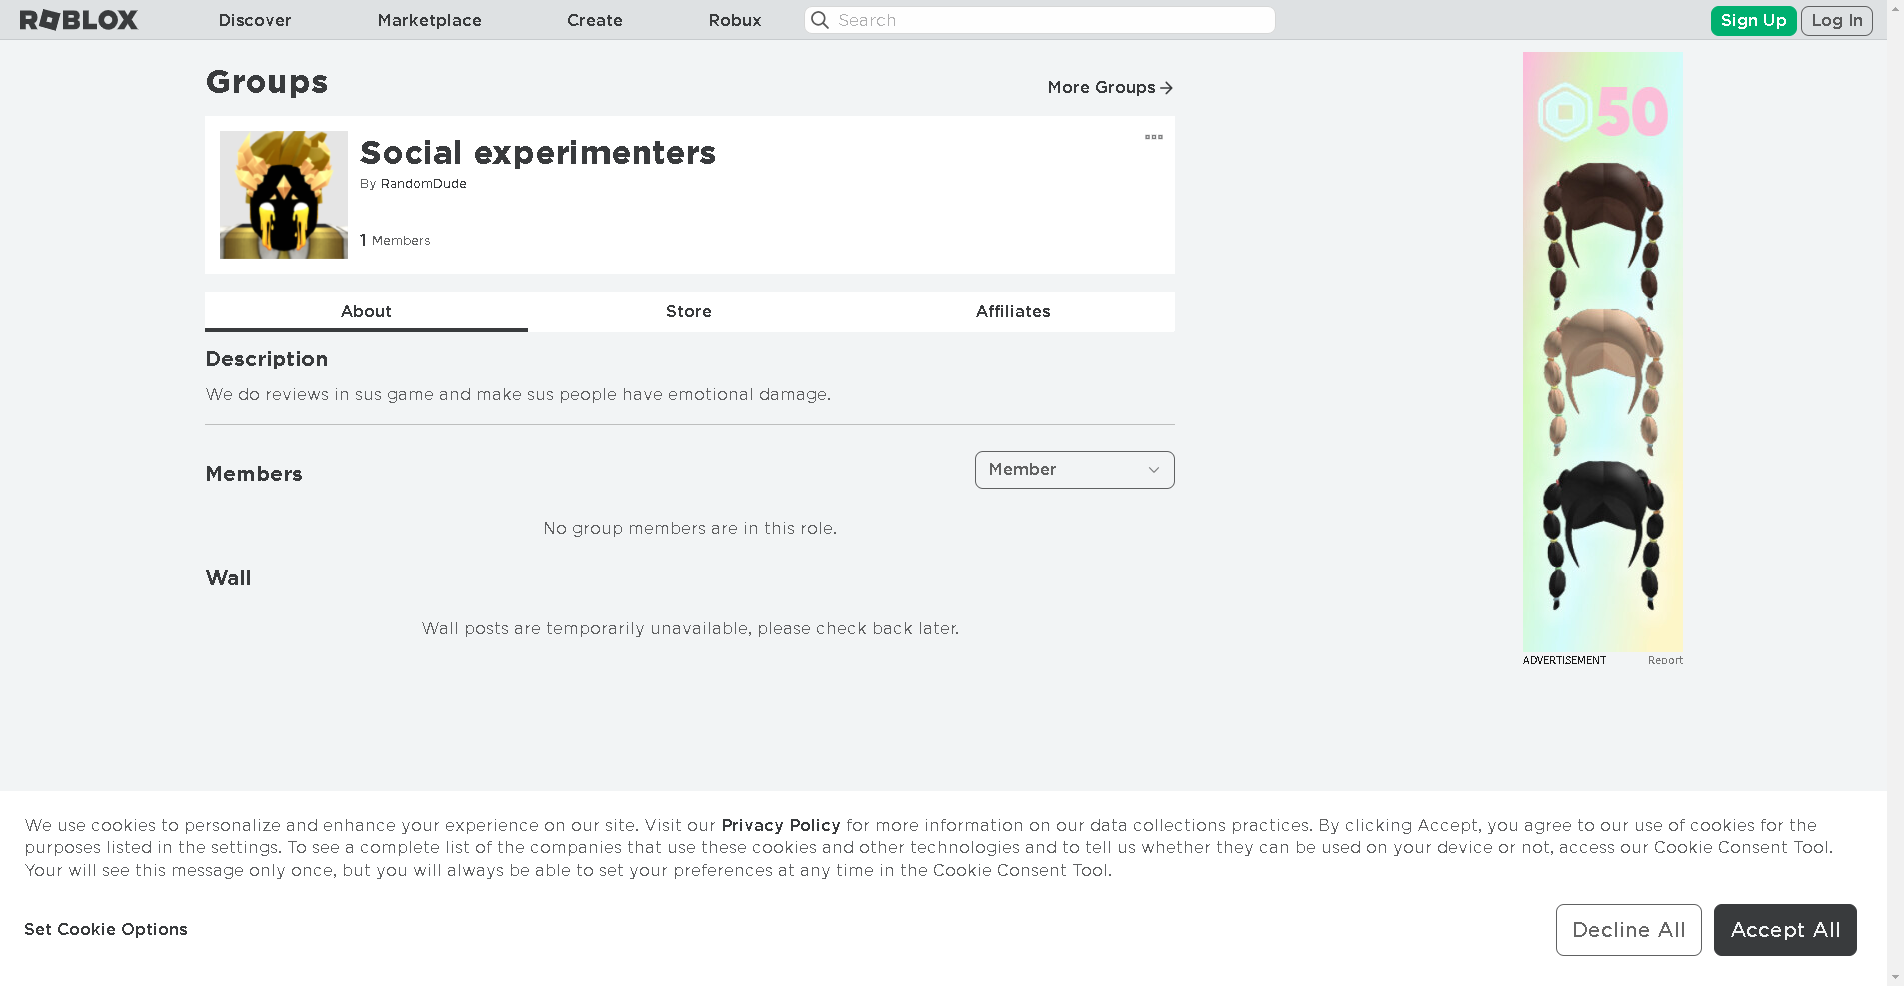 ROBLOX
Discover
Marketplace
Create
Robux
Search
Sign Up
Log In
Groups
More Groups
Social experimenters
By RandomDude
1 Members
About
Store
Affiliates
Description
We do reviews in sus game and make sus people have emotional damage.
Members
Member
No group members are in this role.
Wall
Wall posts are temporarily unavailable, please check back later.
50
ADVERTISEMENT
Report
We use cookies to personalize and enhance your experience on our site. Visit our Privacy Policy for more information on our data collections practices. By clicking Accept, you agree to our use of cookies for the
purposes listed in the settings. To see a complete list of the companies that use these cookies and other technologies and to tell us whether they can be used on your device or not, access our Cookie Consent Tool.
Your will see this message only once, but you will always be able to set your preferences at any time in the Cookie Consent Tool.
Set Cookie Options
Decline All
Accept All